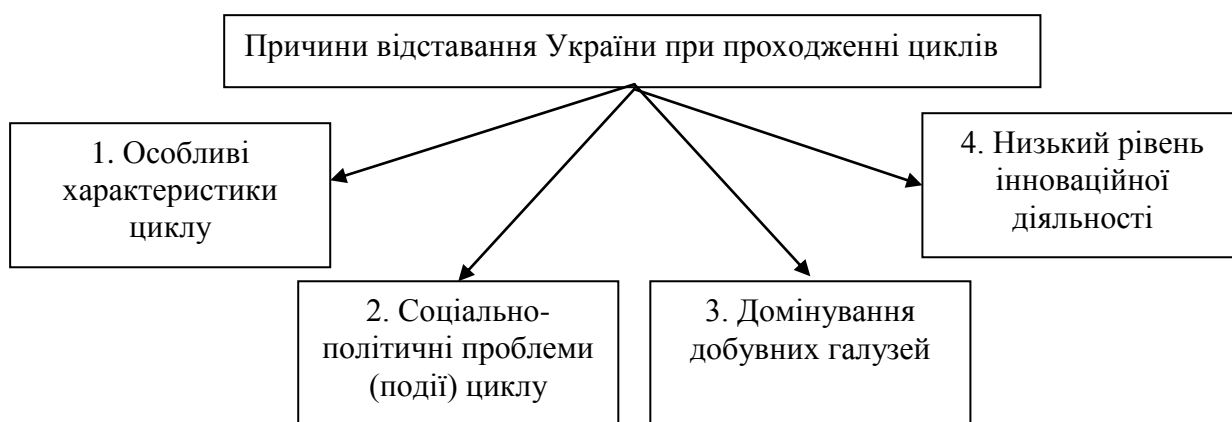 Причини відставання України при проходженні циклів
1. Особливі
характеристики
циклу
4. Низький рівень
інноваційної
діяльності
2. Соціально-
політичні проблеми
(події) циклу
3. Домінування
добувних галузей